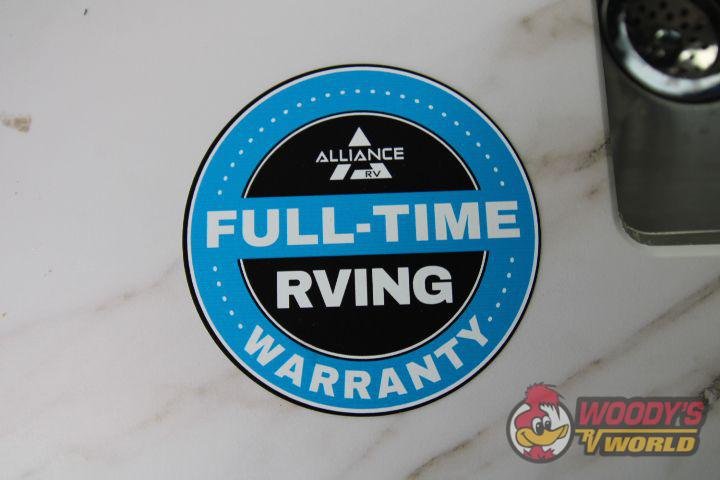 ALLIANCE
RV
FULL-TIME
RVING
WARRANTY
WOODY'S
RV WORLD